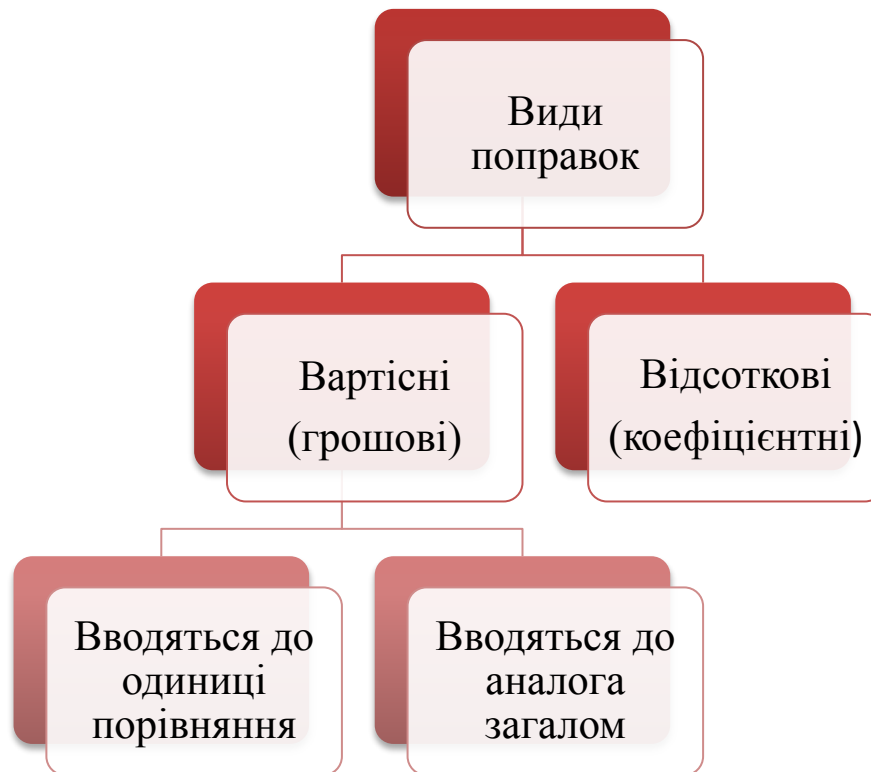 Види
поправок
Вартісні
(грошові)
Відсоткові
(коефіцієнтні)
Вводяться до
одиниці
порівняння
Вводяться до
аналога
загалом